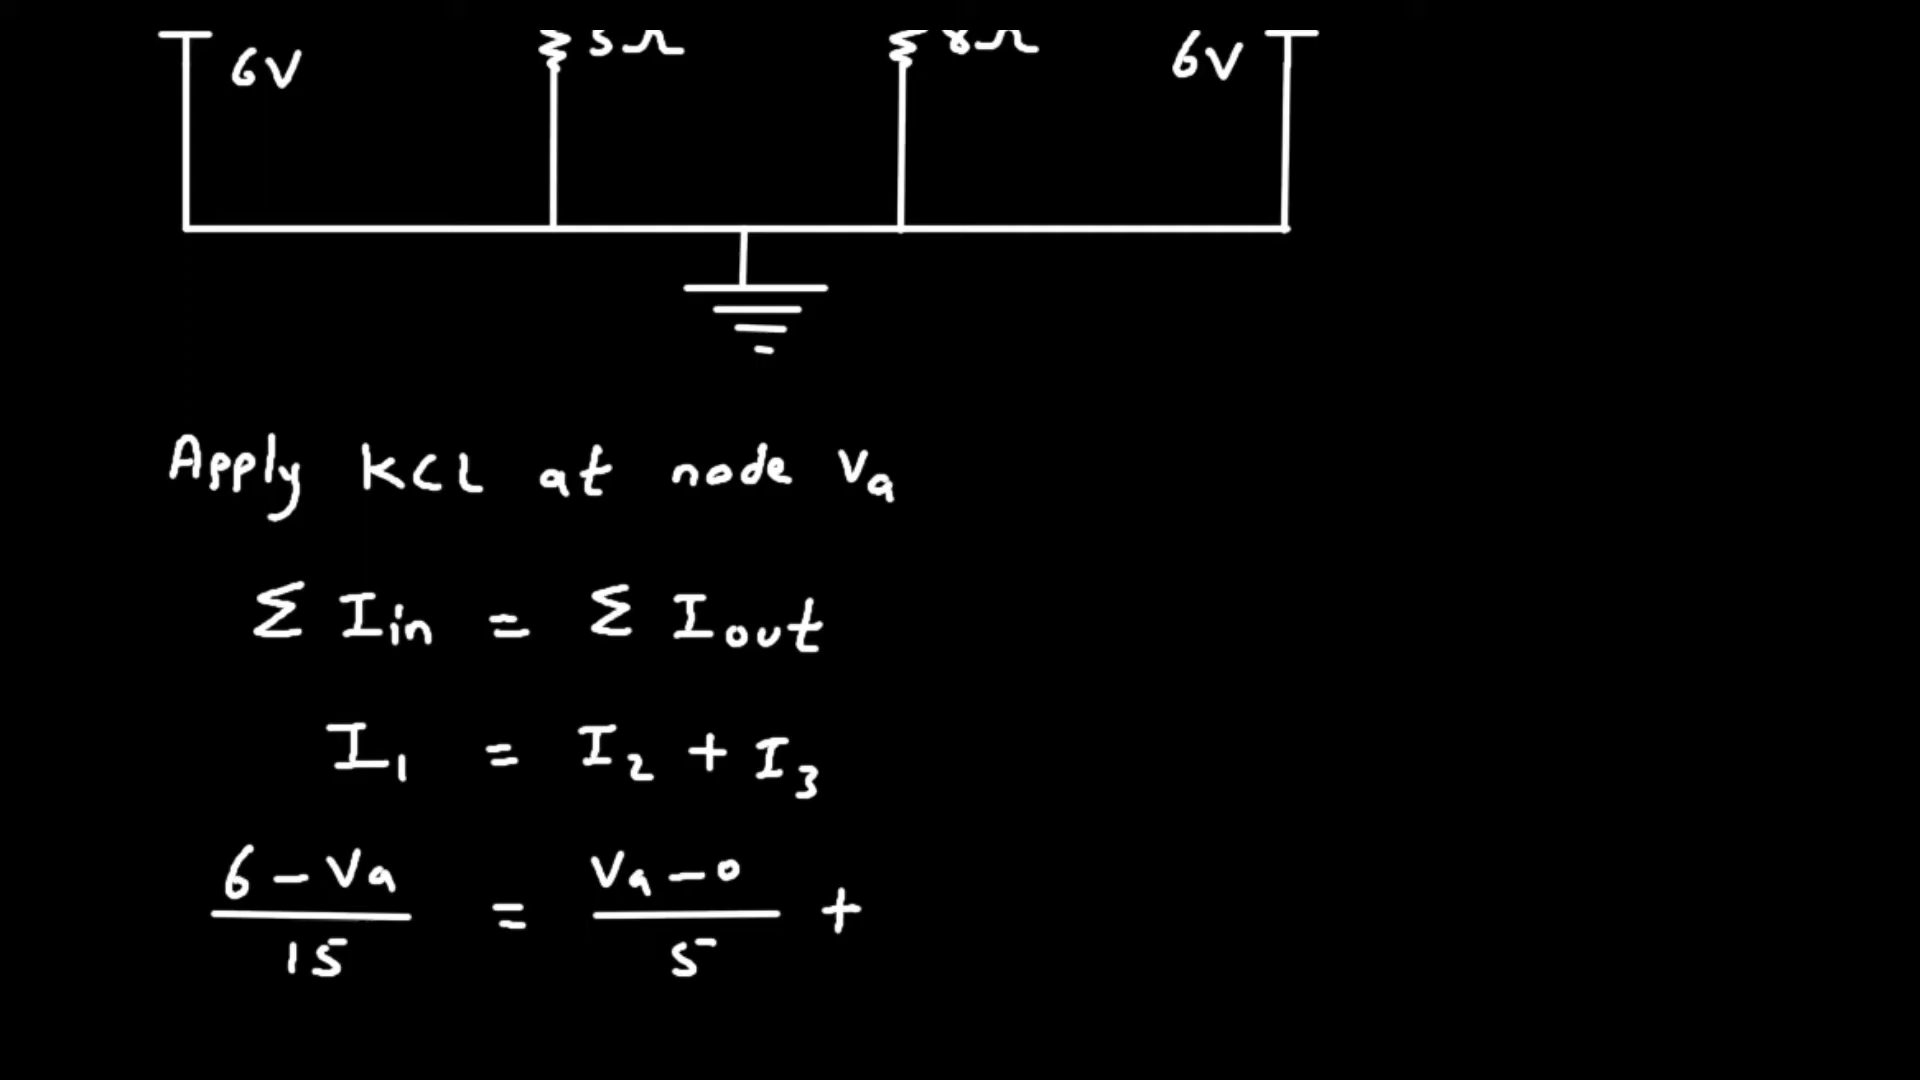 6V 5Ω 8Ω 6V
Apply KCL at node Va
Σ Iin = Σ Iout
I1 = I2 + I3
6 - Va / 15 = Va - 0 / 5 +